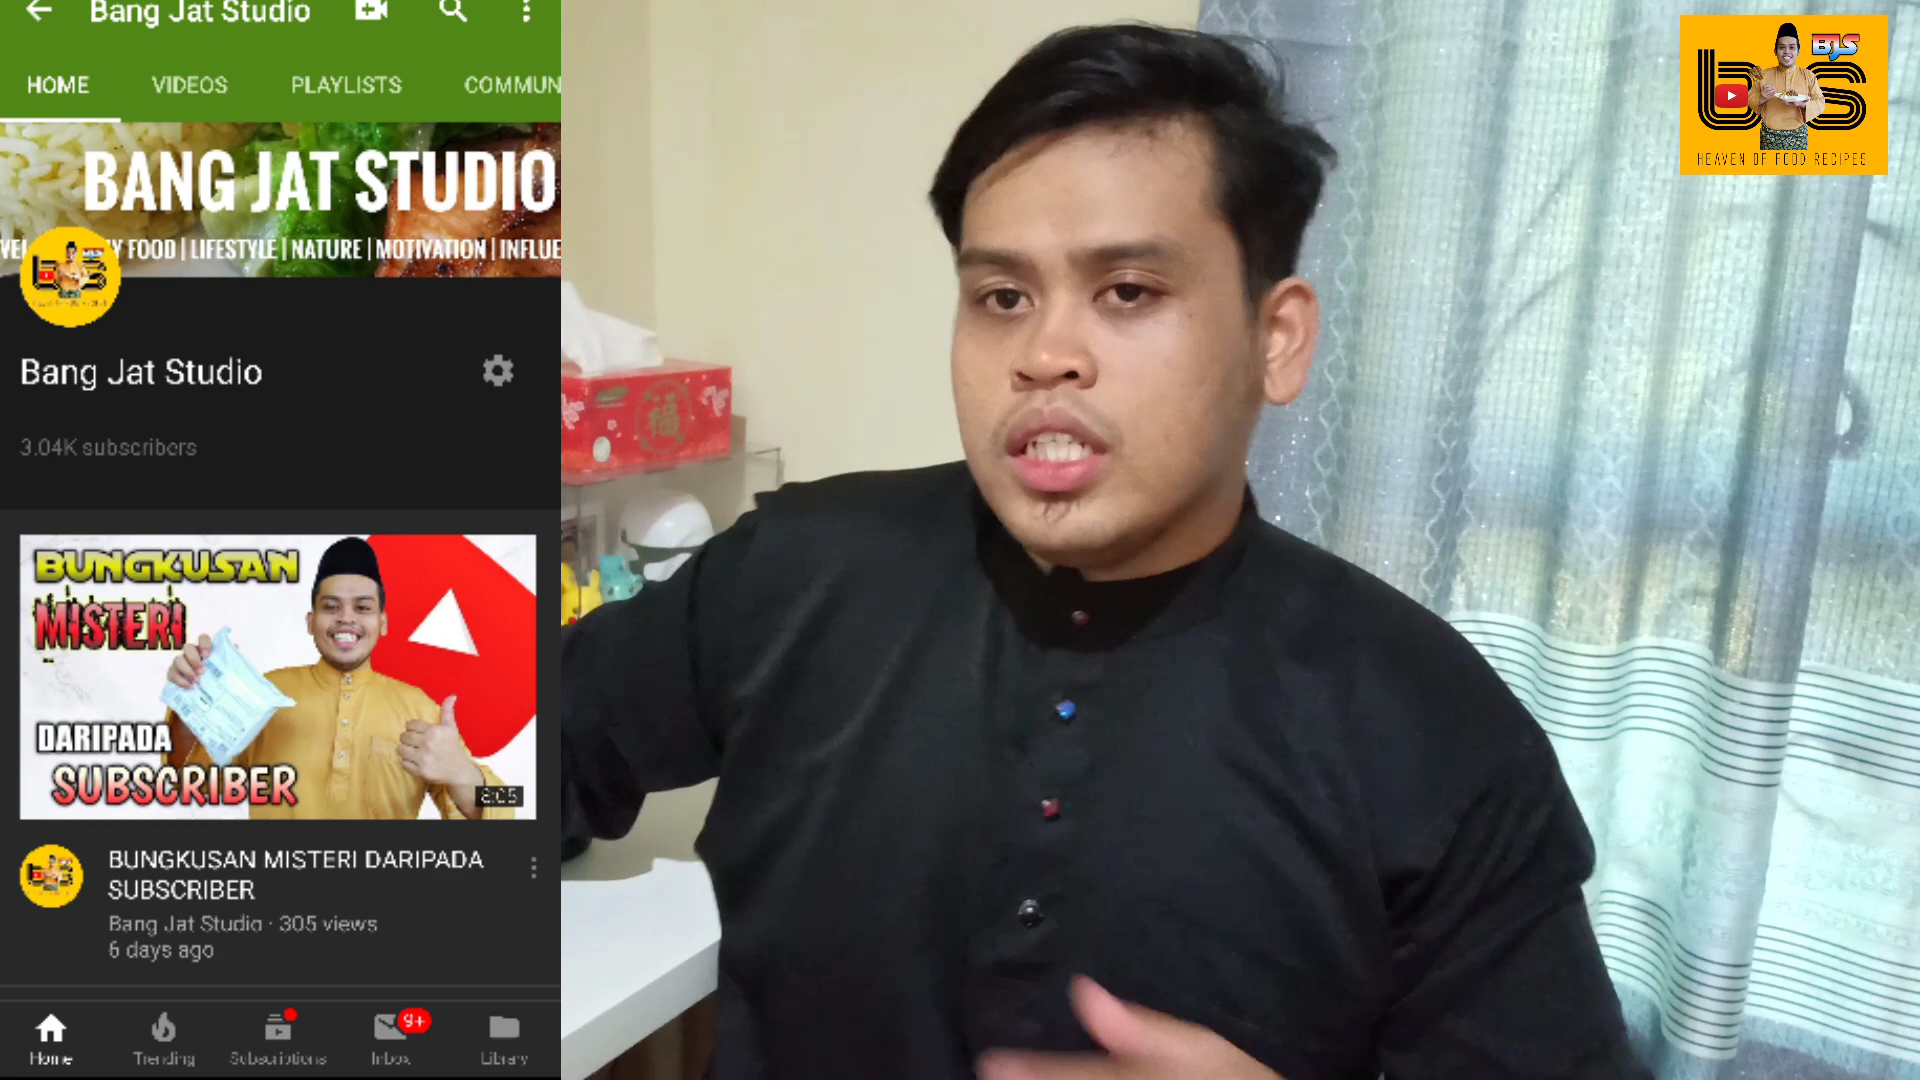 Bang Jat Studio
HOME VIDEOS PLAYLISTS COMMUN
BANG JAT STUDIO
Y FOOD | LIFESTYLE | NATURE | MOTIVATION | INFLUE
Bang Jat Studio
3.04K subscribers
BUNGKUSAN
MISTERI
DARIPADA
SUBSCRIBER
8:05
BUNGKUSAN MISTERI DARIPADA
SUBSCRIBER
Bang Jat Studio · 305 views
6 days ago
9+
Home Trending Subscriptions Inbox Library
福
BJS
bs
HEAVEN OF FOOD RECIPES